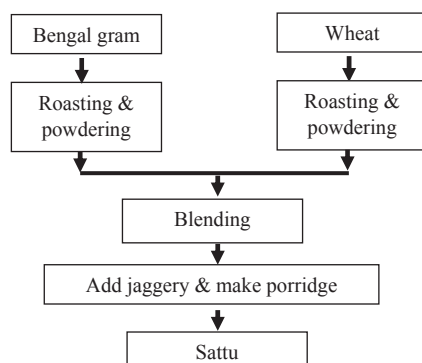 Bengal gram
Wheat
Roasting &
powdering
Roasting &
powdering
Blending
Add jaggery & make porridge
Sattu